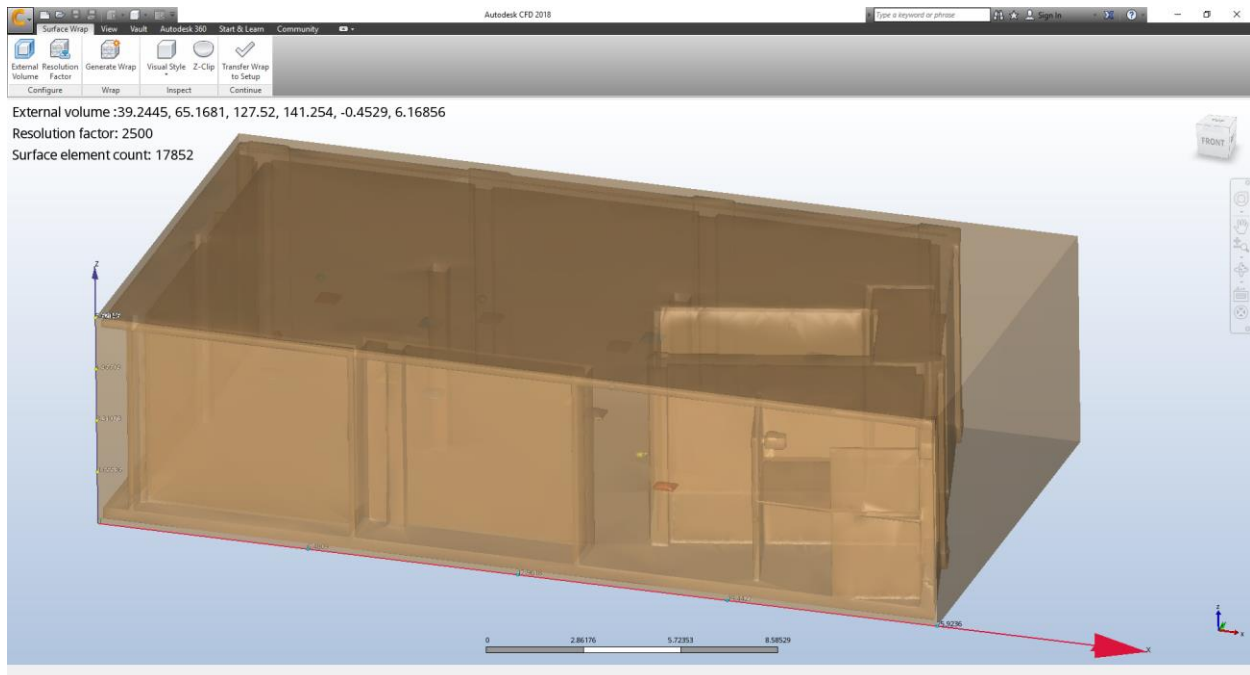 Autodesk CFD 2018
Type a keyword or phrase
Sign In
Surface Wrap View Vault Autodesk 360 Start & Learn Community
External Volume
Resolution Factor
Generate Wrap
Visual Style
Z-Clip
Transfer Wrap to Setup
Configure Wrap Inspect Continue
External volume :39.2445, 65.1681, 127.52, 141.254, -0.4529, 6.16856
Resolution factor: 2500
Surface element count: 17852
FRONT
z
x
0 2.86176 5.72353 8.58529
z
x